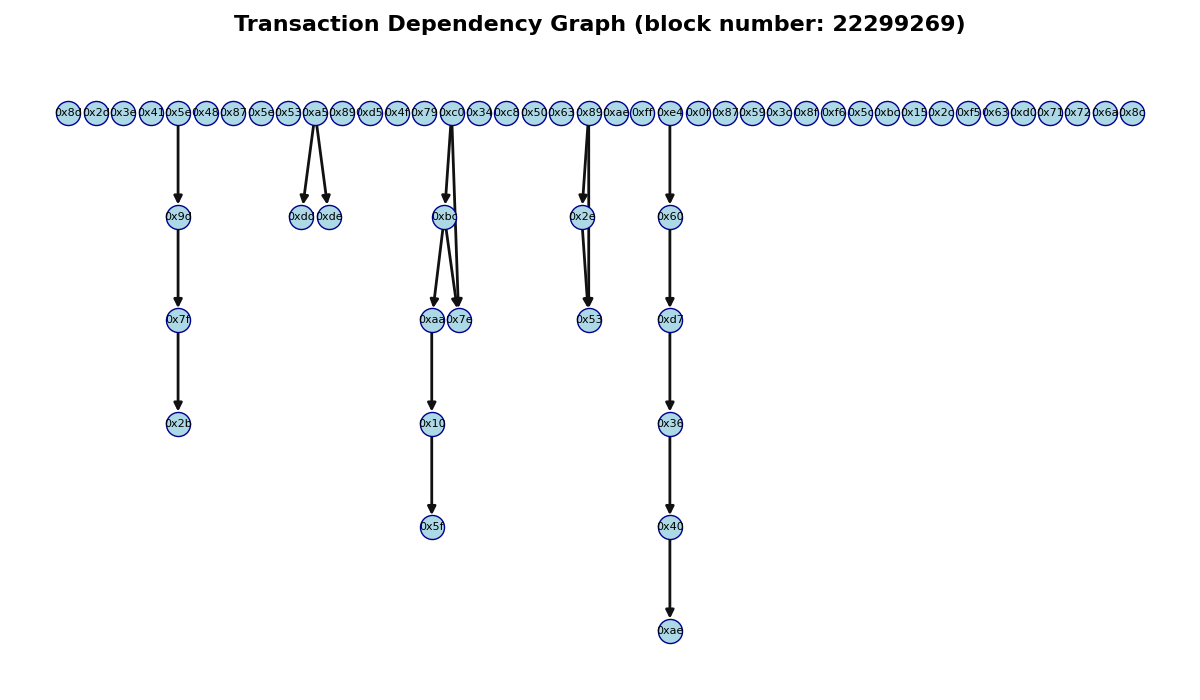 Transaction Dependency Graph (block number: 22299269)
0x8d 0x2d 0x3e 0x41 0x5e 0x48 0x87 0x5e 0x53 0xa5 0x89 0xd5 0x4f 0x79 0xc0 0x34 0xc8 0x50 0x63 0x89 0xae 0xff 0xe4 0x0f 0x87 0x59 0x3c 0x8f 0xf6 0x5c 0xbc 0x15 0x2c 0xf5 0x63 0xd0 0x71 0x72 0x6a 0x8c
0x9d 0xdc 0xde 0xbc 0x2e 0x60
0x7f 0xaa 0x7e 0x53 0xd7
0x2b 0x10 0x36
0x5f 0x40
0xae